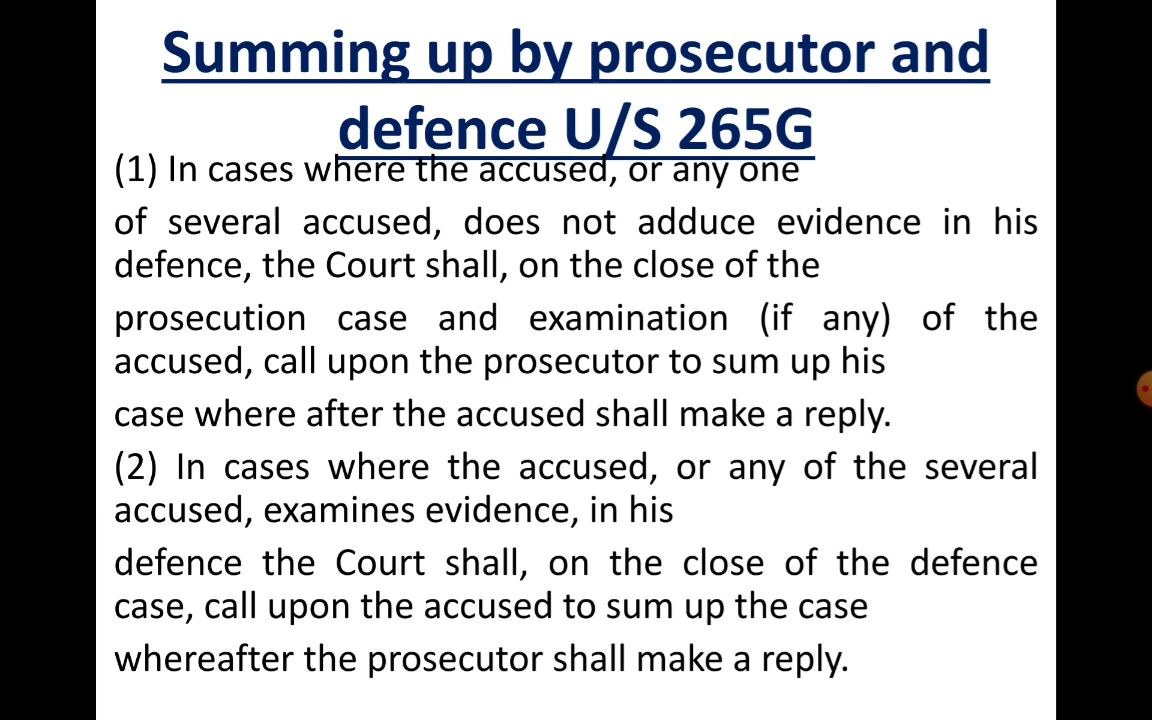 Summing up by prosecutor and
defence U/S 265G
(1) In cases where the accused, or any one
of several accused, does not adduce evidence in his
defence, the Court shall, on the close of the
prosecution case and examination (if any) of the
accused, call upon the prosecutor to sum up his
case where after the accused shall make a reply.
(2) In cases where the accused, or any of the several
accused, examines evidence, in his
defence the Court shall, on the close of the defence
case, call upon the accused to sum up the case
whereafter the prosecutor shall make a reply.